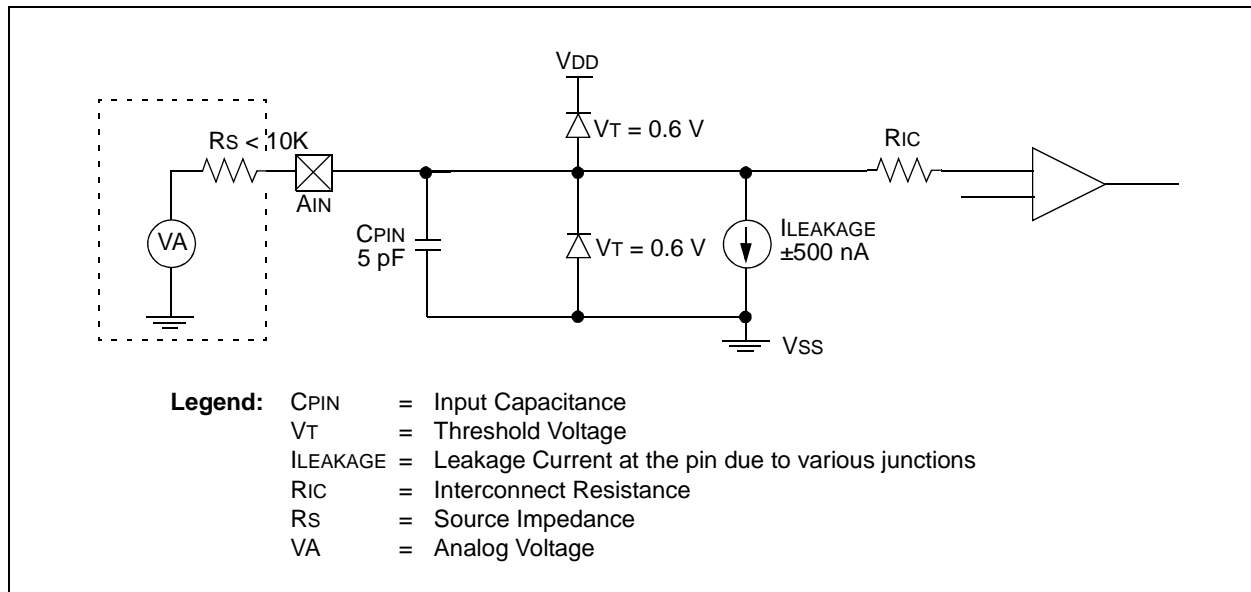 VDD
VT = 0.6 V
RS < 10K
RIC
AIN
VA
CPIN
5 pF
VT = 0.6 V
ILEAKAGE
±500 nA
VSS
Legend: CPIN = Input Capacitance
VT = Threshold Voltage
ILEAKAGE = Leakage Current at the pin due to various junctions
RIC = Interconnect Resistance
RS = Source Impedance
VA = Analog Voltage